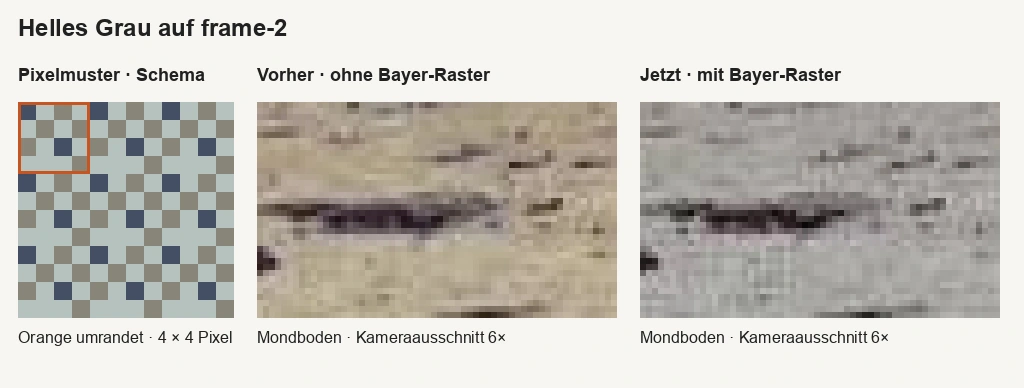 Helles Grau auf frame-2
Pixelmuster · Schema
Vorher · ohne Bayer-Raster
Jetzt · mit Bayer-Raster
Orange umrandet · 4 × 4 Pixel
Mondboden · Kameraausschnitt 6×
Mondboden · Kameraausschnitt 6×